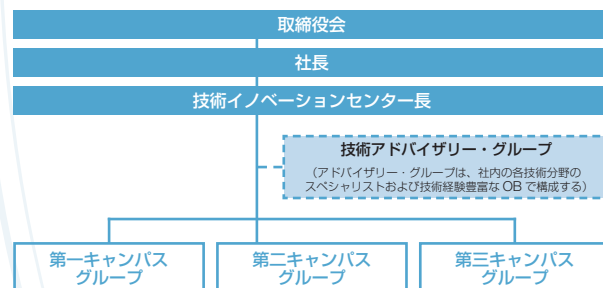 取締役会
社長
技術イノベーションセンター長
技術アドバイザリー・グループ
（アドバイザリー・グループは、社内の各技術分野の
スペシャリストおよび技術経験豊富な OB で構成する）
第一キャンパス
グループ
第二キャンパス
グループ
第三キャンパス
グループ